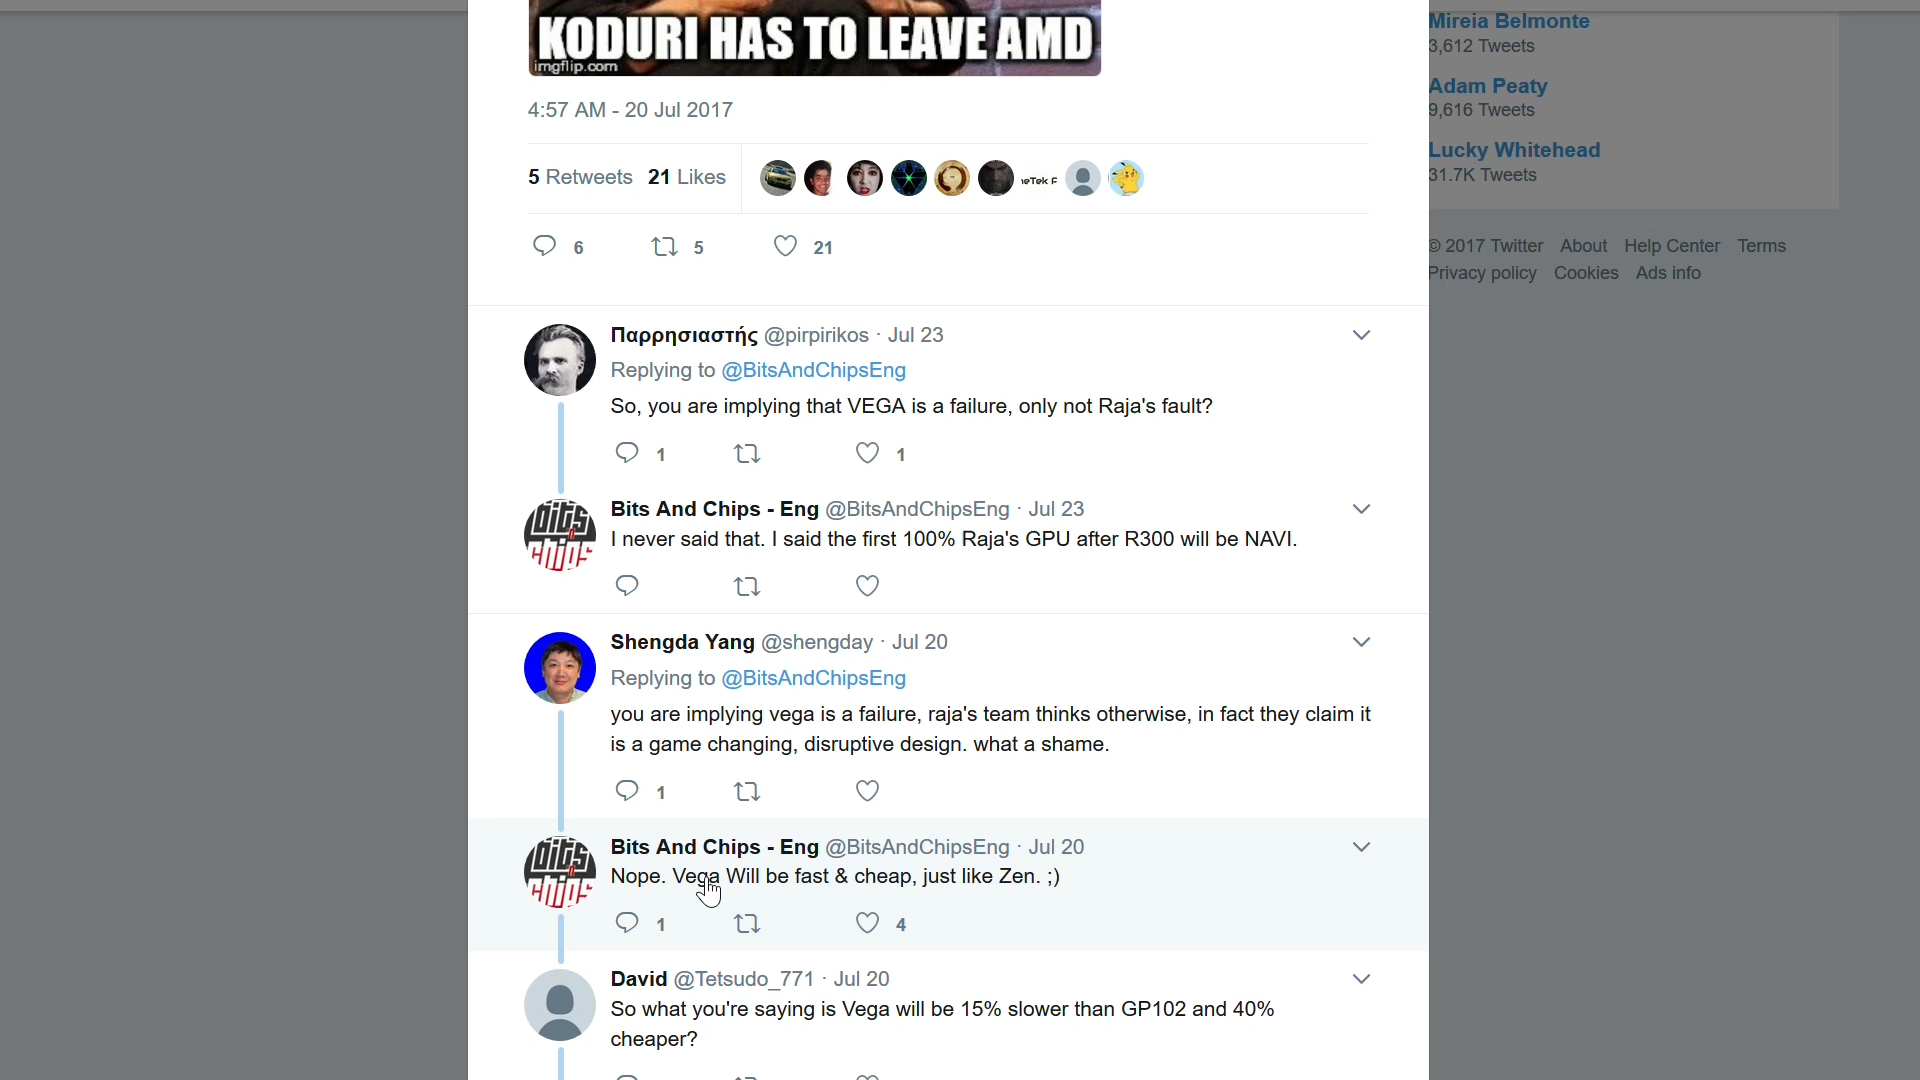 KODURI HAS TO LEAVE AMD
imgflip.com
4:57 AM - 20 Jul 2017
5 Retweets 21 Likes
neTek F
6 5 21
Παρρησιαστής @pirpirikos · Jul 23
Replying to @BitsAndChipsEng
So, you are implying that VEGA is a failure, only not Raja's fault?
1 1
bits
chips
Bits And Chips - Eng @BitsAndChipsEng · Jul 23
I never said that. I said the first 100% Raja's GPU after R300 will be NAVI.
Shengda Yang @shengday · Jul 20
Replying to @BitsAndChipsEng
you are implying vega is a failure, raja's team thinks otherwise, in fact they claim it
is a game changing, disruptive design. what a shame.
1
bits
chips
Bits And Chips - Eng @BitsAndChipsEng · Jul 20
Nope. Vega Will be fast & cheap, just like Zen. ;)
1 4
David @Tetsudo_771 · Jul 20
So what you're saying is Vega will be 15% slower than GP102 and 40%
cheaper?
Mireia Belmonte
3,612 Tweets
Adam Peaty
9,616 Tweets
Lucky Whitehead
31.7K Tweets
© 2017 Twitter About Help Center Terms
Privacy policy Cookies Ads info